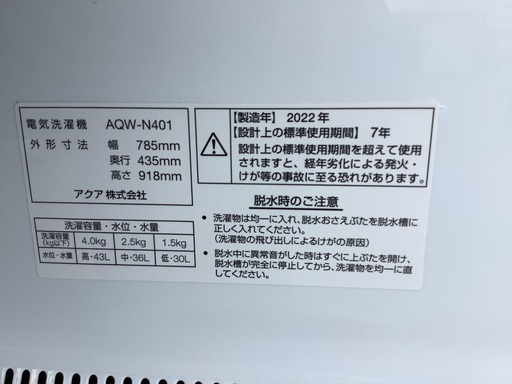 電気洗濯機 AQW-N401
外形寸法 幅 785mm
奥行 435mm
高さ 918mm
アクア株式会社
洗濯容量・水位・水量
洗濯容量(kg以下) 4.0kg 2.5kg 1.5kg
水位・水量 高・43L 中・36L 低・30L
【製造年】2022年
【設計上の標準使用期間】7年
設計上の標準使用期間を超えて使用
されますと、経年劣化による発火・
けが等の事故に至る恐れがあります。
脱水時のご注意
・洗濯物は均一に入れ、脱水おさえぶたを脱水槽に
正しく入れてください。
(洗濯物の飛び出しによるけがの原因)
・脱水中に異常音がした時はすぐに上ぶたを開け、
脱水槽が完全に停止してから、洗濯物を均一に直
してください。